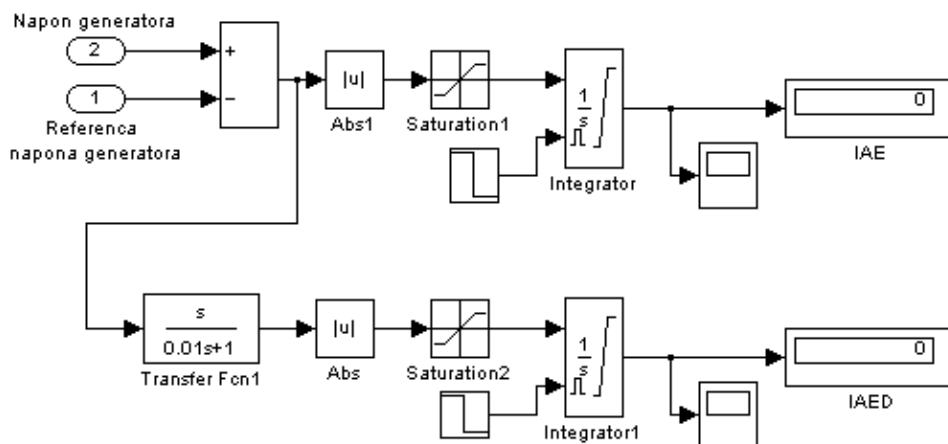 Napon generatora
2
+
1
−
Referenca
napona generatora
|u|
Abs1
Saturation1
1
s
Integrator
0
IAE
s
0.01s+1
Transfer Fcn1
|u|
Abs
Saturation2
1
s
Integrator1
0
IAED